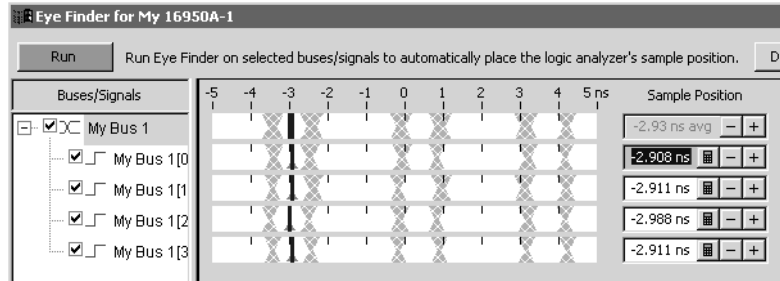 Eye Finder for My 16950A-1
Run Run Eye Finder on selected buses/signals to automatically place the logic analyzer's sample position. D
Buses/Signals -5 -4 -3 -2 -1 0 1 2 3 4 5 ns Sample Position
My Bus 1 -2.93 ns avg - +
My Bus 1[0 -2.908 ns - +
My Bus 1[1 -2.911 ns - +
My Bus 1[2 -2.988 ns - +
My Bus 1[3 -2.911 ns - +